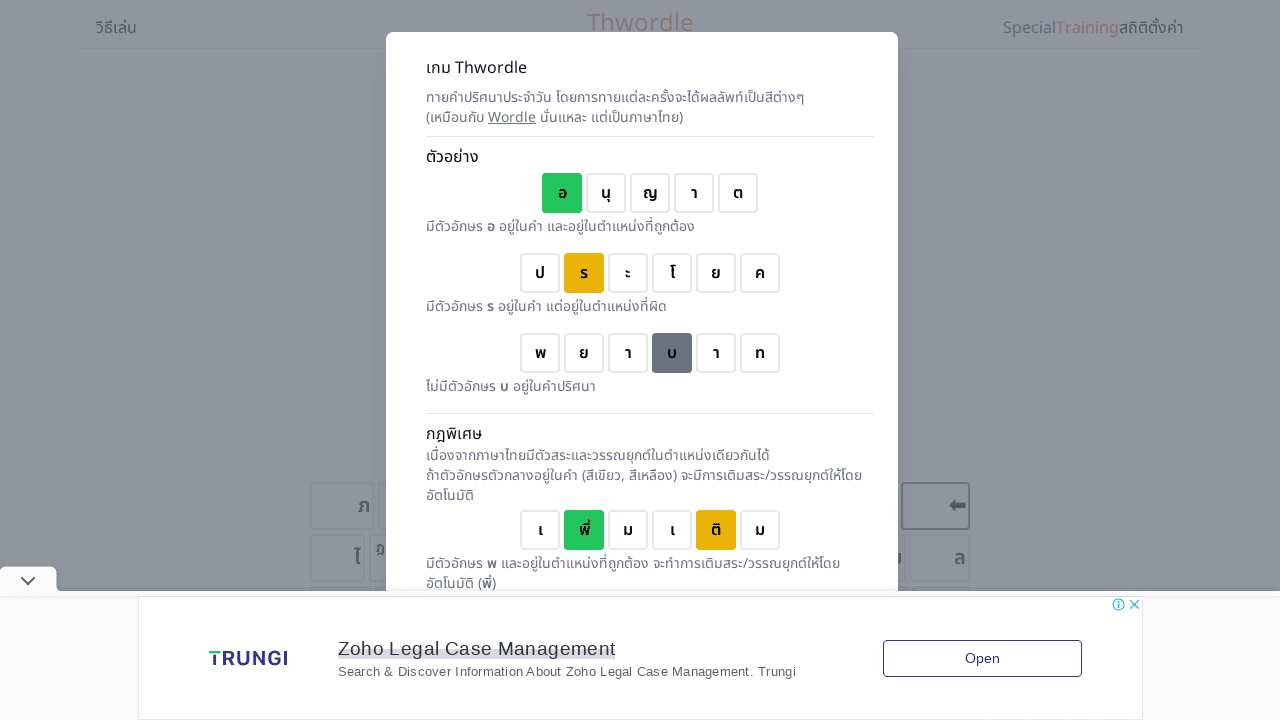 วิธีเล่น
Thwordle
Special Training สถิติ ตั้งค่า
เกม Thwordle
ทายคำปริศนาประจำวัน โดยการทายแต่ละครั้งจะได้ผลลัพท์เป็นสีต่างๆ
(เหมือนกับ Wordle นั่นแหละ แต่เป็นภาษาไทย)
ตัวอย่าง
อ นุ ญ า ต
มีตัวอักษร อ อยู่ในคำ และอยู่ในตำแหน่งที่ถูกต้อง
ป ร ะ โ ย ค
มีตัวอักษร ร อยู่ในคำ แต่อยู่ในตำแหน่งที่ผิด
พ ย า บ า ท
ไม่มีตัวอักษร บ อยู่ในคำปริศนา
กฎพิเศษ
เนื่องจากภาษาไทยมีตัวสระและวรรณยุกต์ในตำแหน่งเดียวกันได้
ถ้าตัวอักษรตัวกลางอยู่ในคำ (สีเขียว, สีเหลือง) จะมีการเติมสระ/วรรณยุกต์ให้โดย
อัตโนมัติ
เ พี่ ม เ ติ ม
มีตัวอักษร พ และอยู่ในตำแหน่งที่ถูกต้อง จะทำการเติมสระ/วรรณยุกต์ให้โดย
อัตโนมัติ (พี่)
ภ
ไ
ล
TRUNGI
Zoho Legal Case Management
Search & Discover Information About Zoho Legal Case Management. Trungi
Open